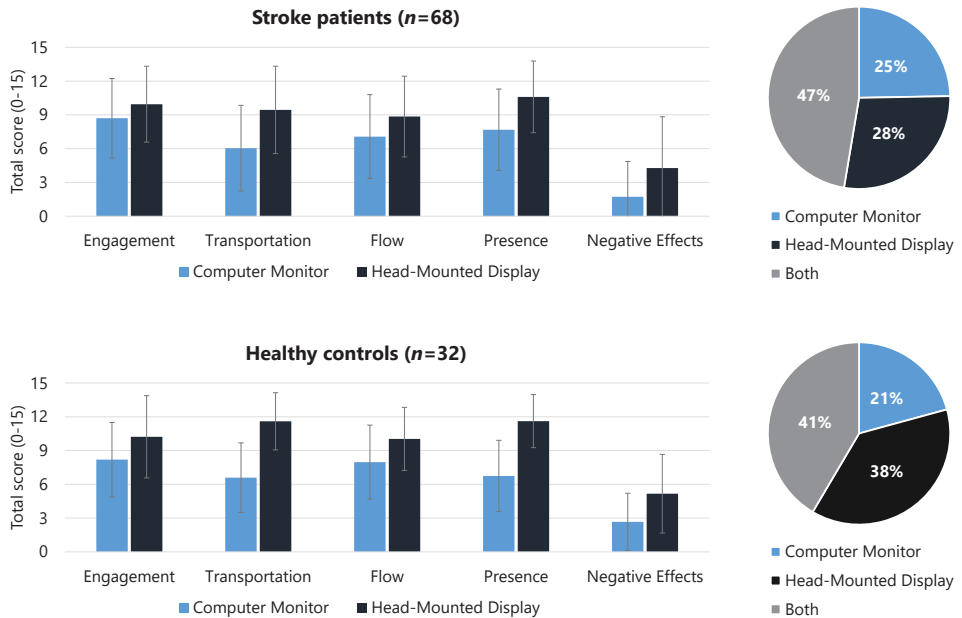 Stroke patients (n=68)
Total score (0-15)
15
12
9
6
3
0
Engagement Transportation Flow Presence Negative Effects
Computer Monitor Head-Mounted Display
25%
47%
28%
Computer Monitor
Head-Mounted Display
Both
Healthy controls (n=32)
Total score (0-15)
15
12
9
6
3
0
Engagement Transportation Flow Presence Negative Effects
Computer Monitor Head-Mounted Display
21%
41%
38%
Computer Monitor
Head-Mounted Display
Both